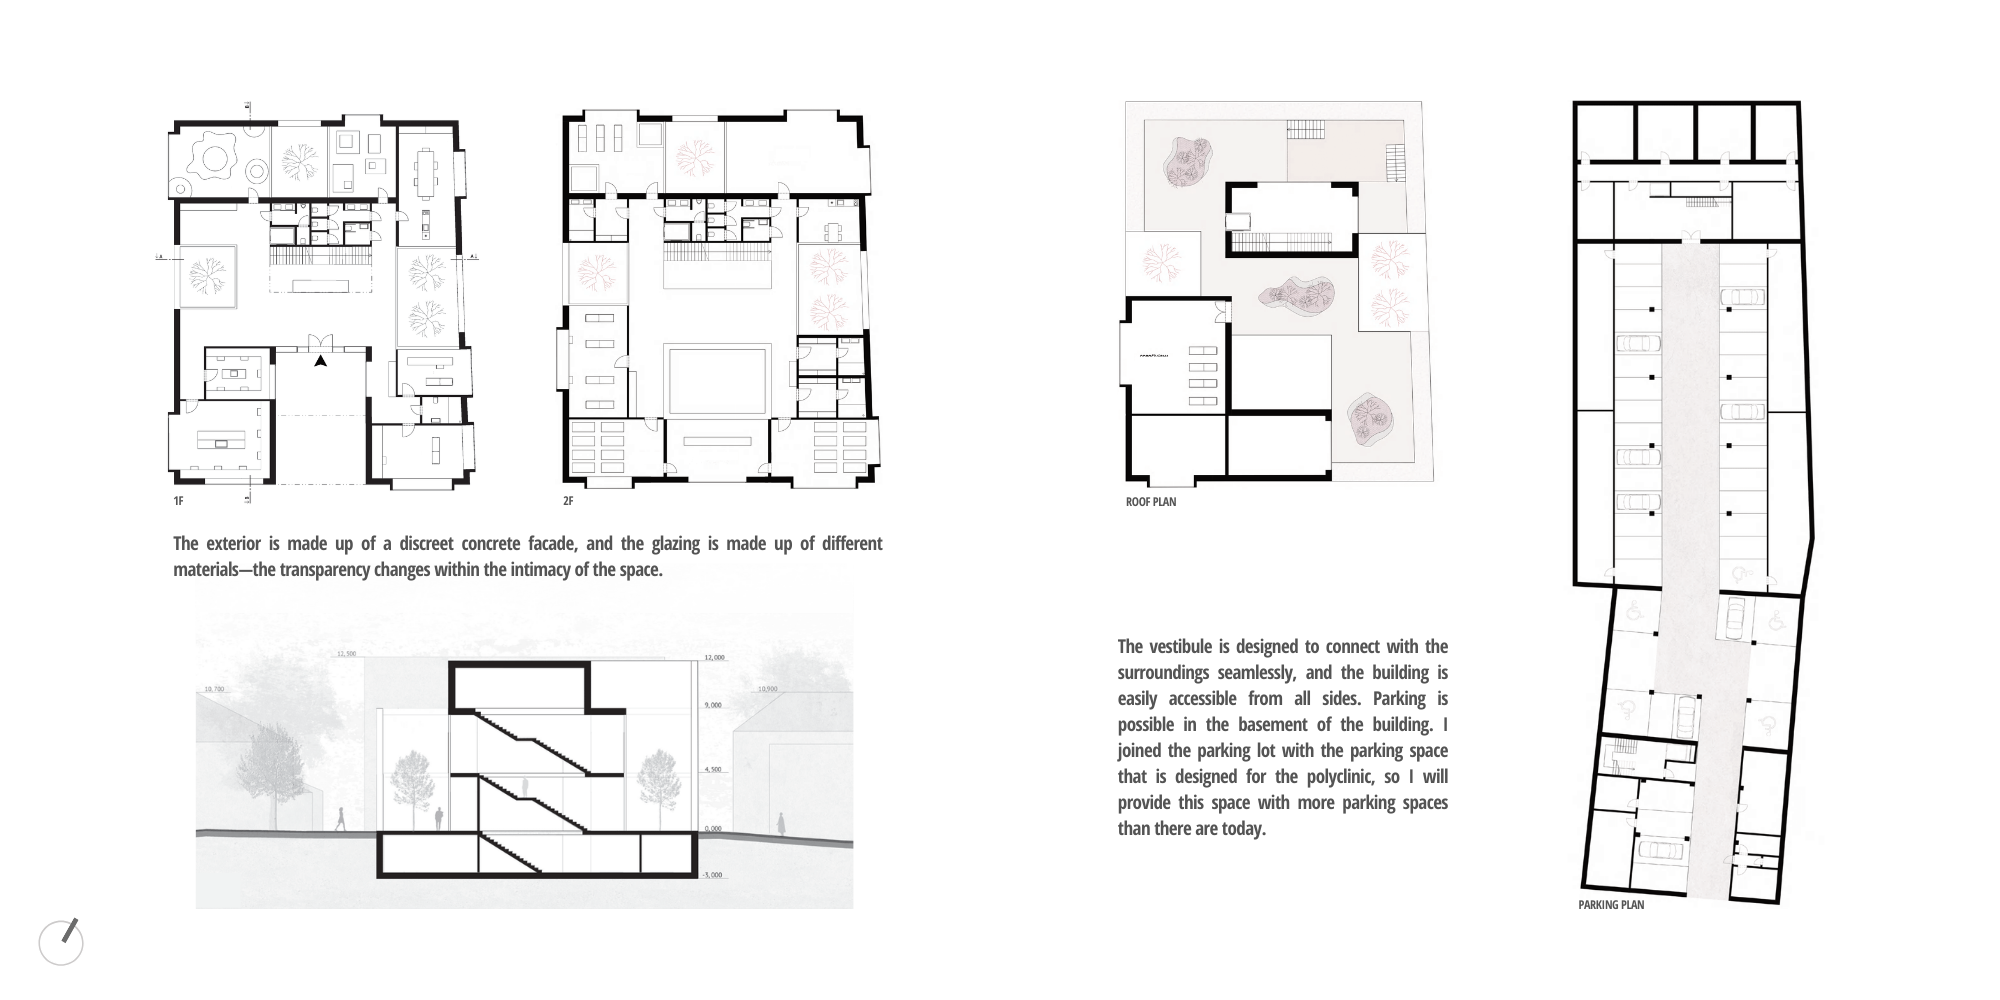 1F
2F
The exterior is made up of a discreet concrete facade, and the glazing is made up of different
materials—the transparency changes within the intimacy of the space.
12,500
12,000
10,700
10,900
9,000
4,500
0,000
-3,000
ROOF PLAN
The vestibule is designed to connect with the
surroundings seamlessly, and the building is
easily accessible from all sides. Parking is
possible in the basement of the building. I
joined the parking lot with the parking space
that is designed for the polyclinic, so I will
provide this space with more parking spaces
than there are today.
PARKING PLAN